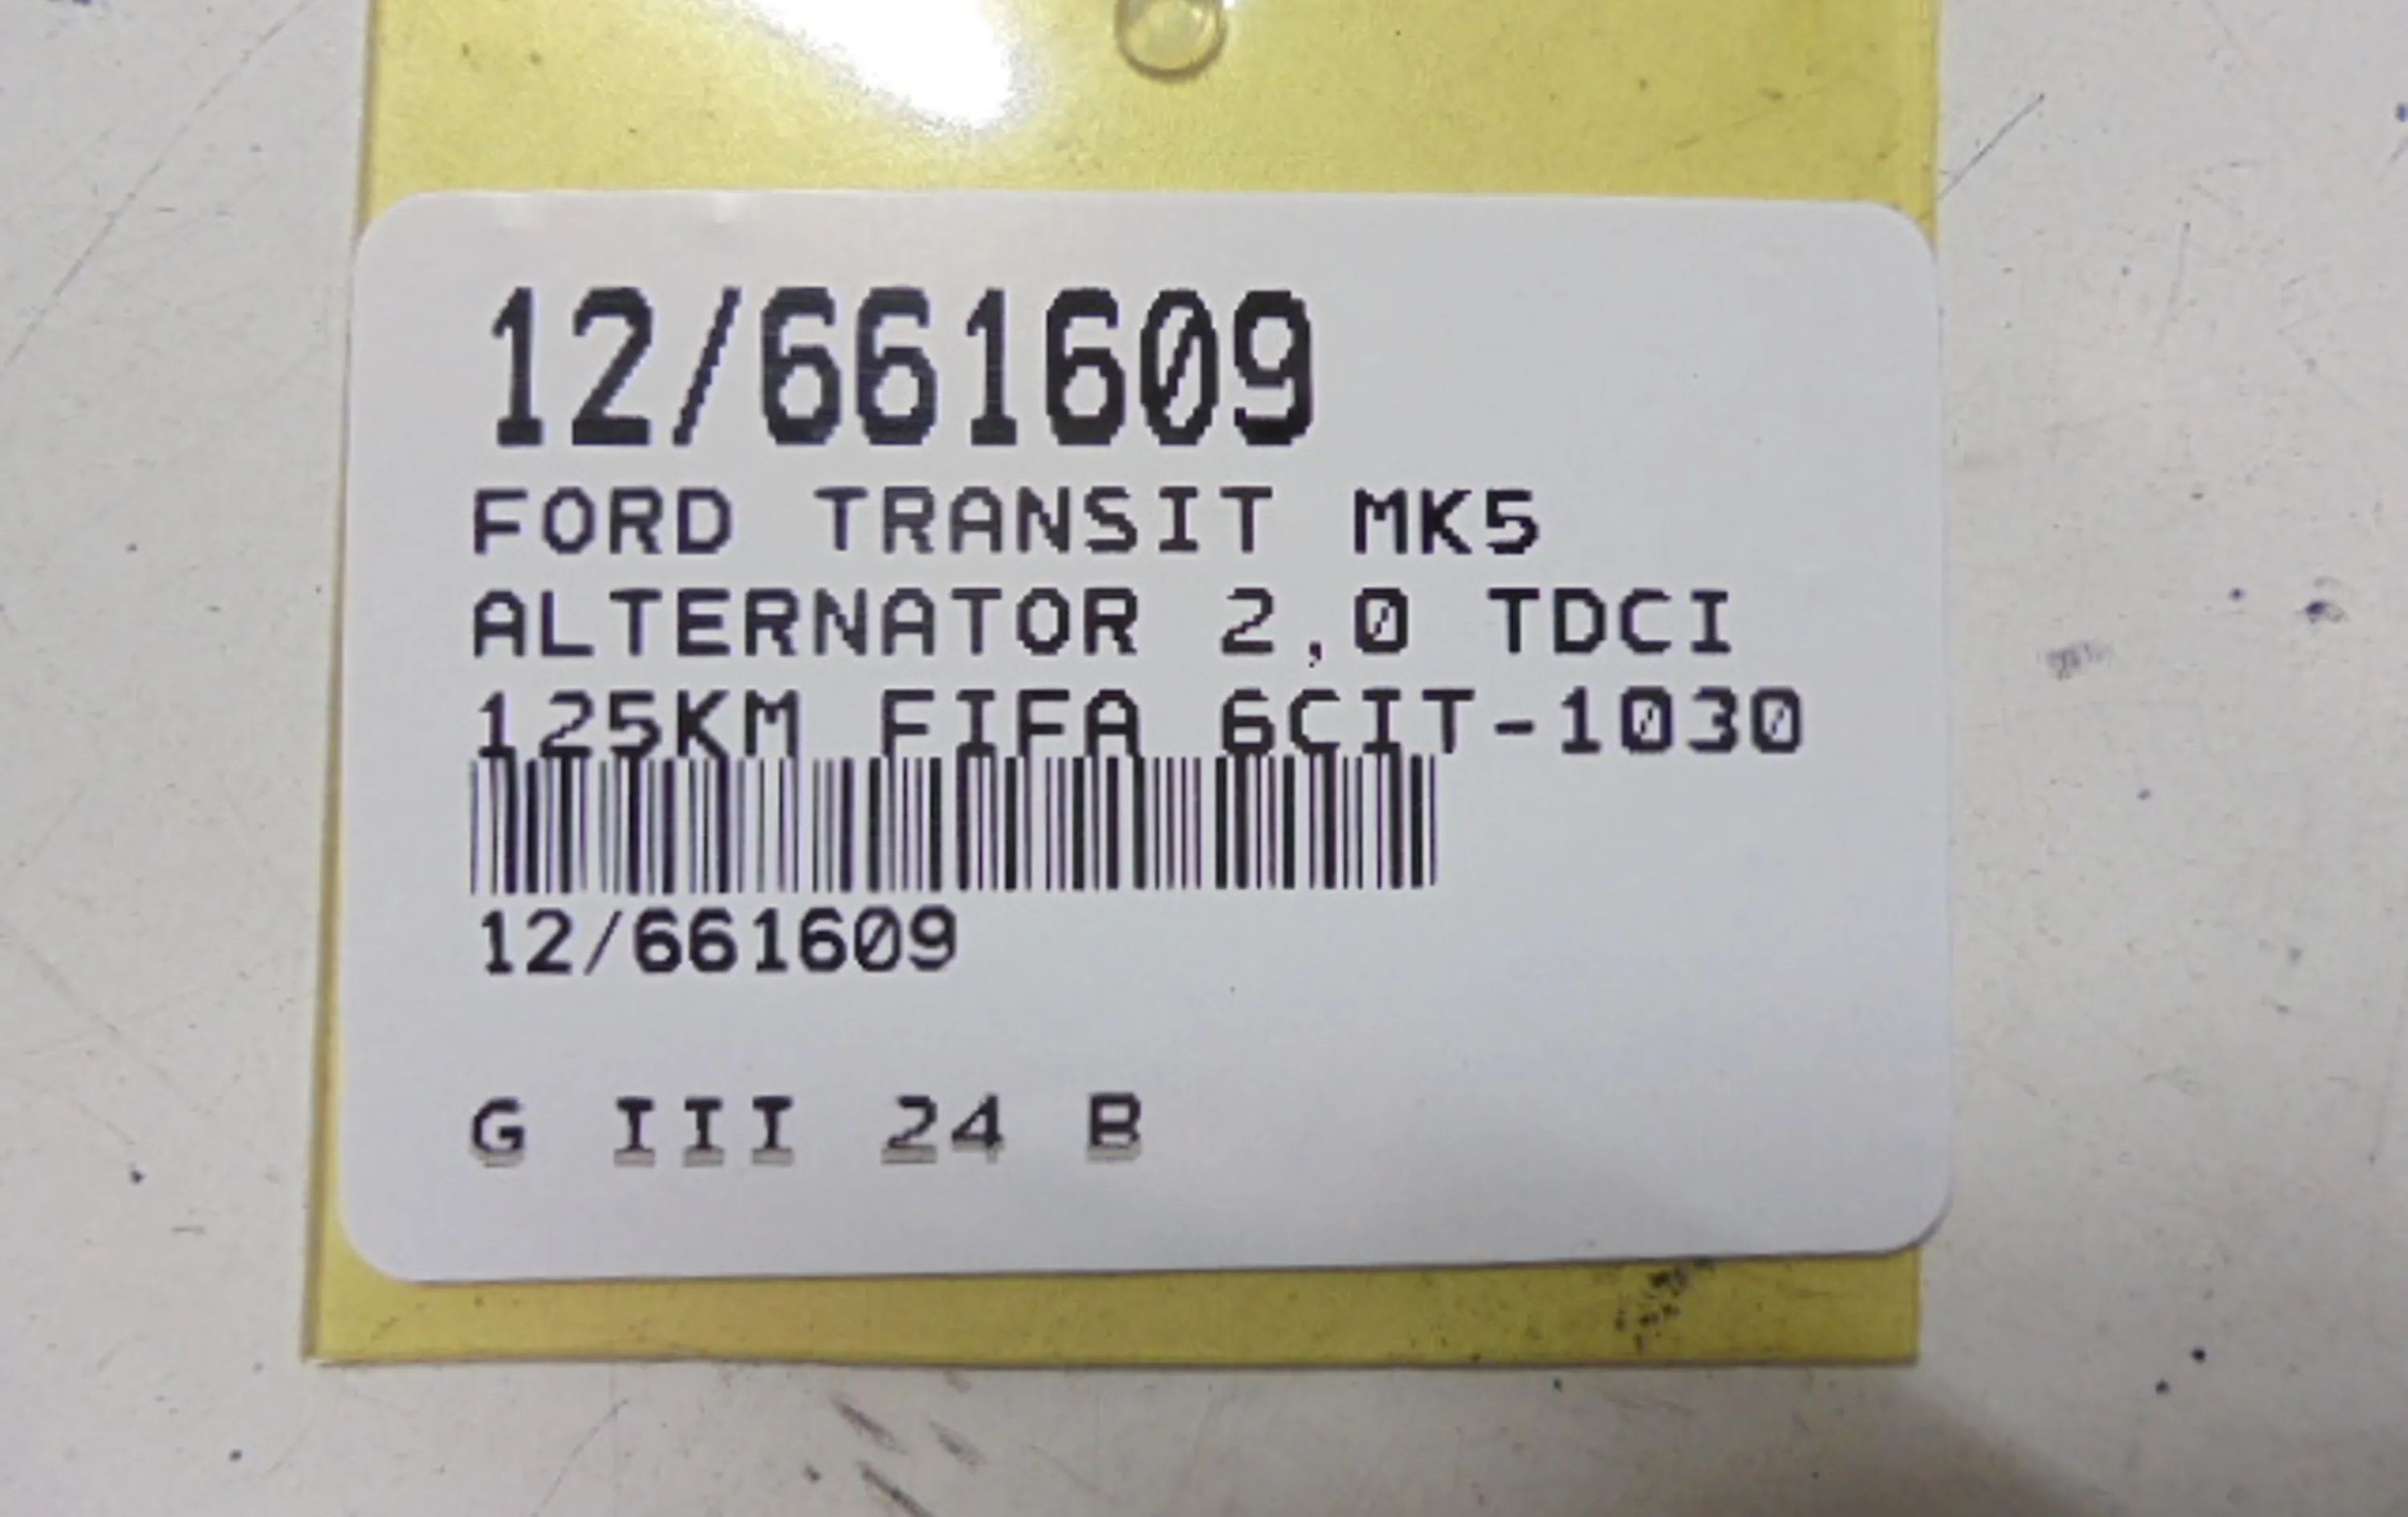 12/661609
FORD TRANSIT MK5
ALTERNATOR 2,0 TDCI
125KM FIFA 6CIT-1030
12/661609
G III 24 B